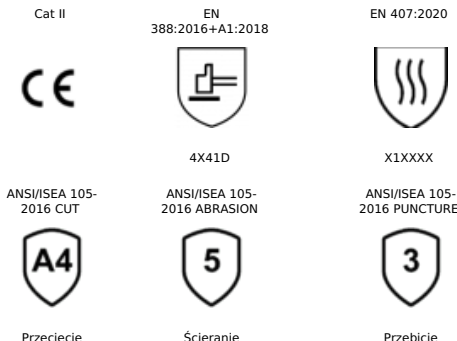 Cat II
EN
388:2016+A1:2018
EN 407:2020
CE
4X41D
X1XXXX
ANSI/ISEA 105-
2016 CUT
ANSI/ISEA 105-
2016 ABRASION
ANSI/ISEA 105-
2016 PUNCTURE
A4
5
3
Przecięcie
Ścieranie
Przebicie